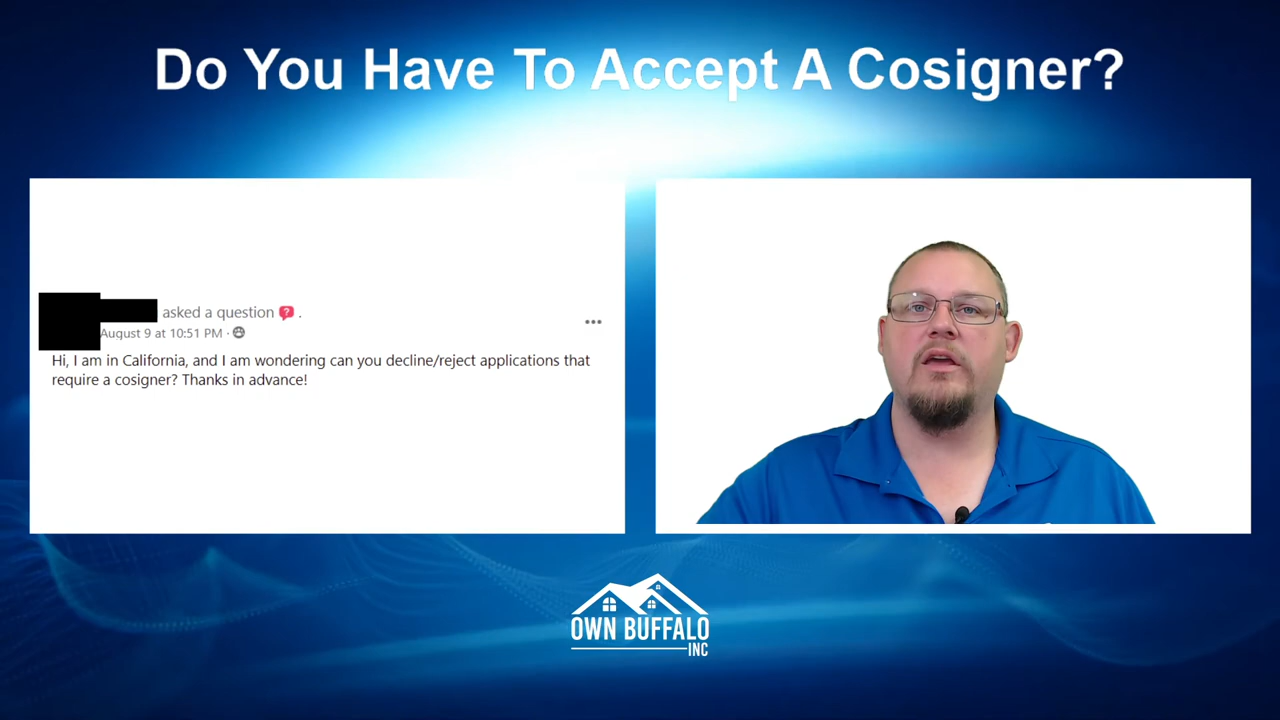 Do You Have To Accept A Cosigner?
asked a question .
August 9 at 10:51 PM ·
Hi, I am in California, and I am wondering can you decline/reject applications that
require a cosigner? Thanks in advance!
OWN BUFFALO
INC